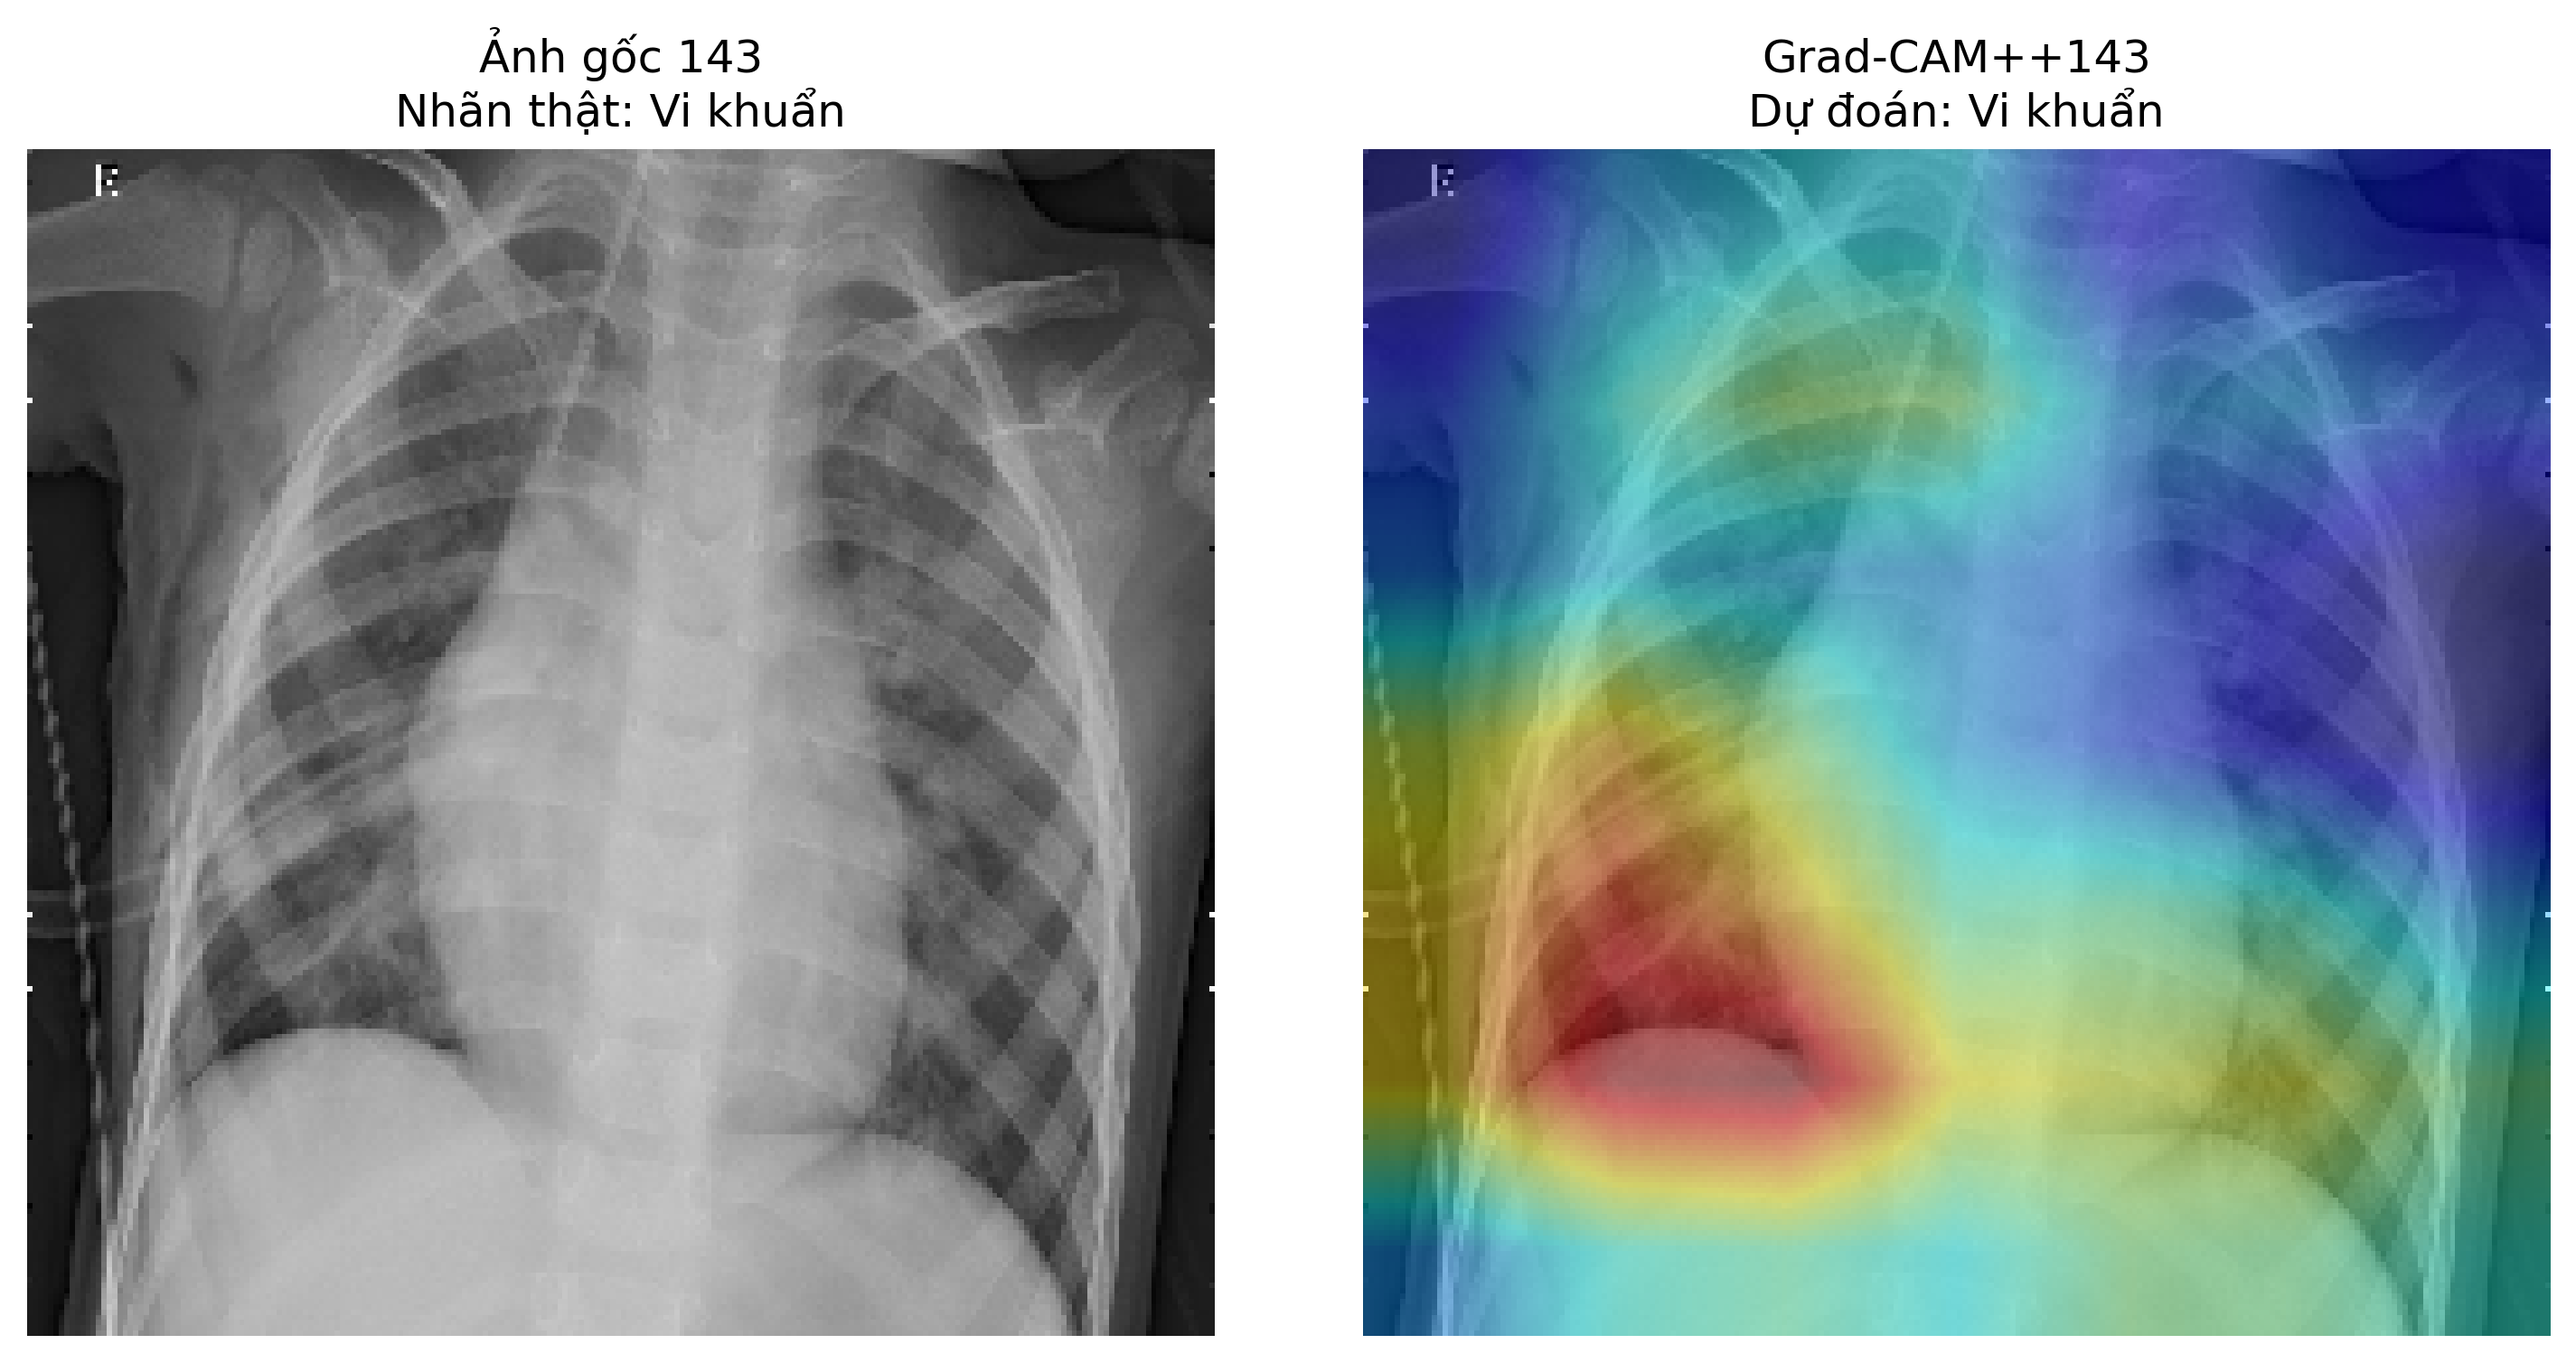 Ảnh gốc 143
Nhãn thật: Vi khuẩn
Grad-CAM++143
Dự đoán: Vi khuẩn